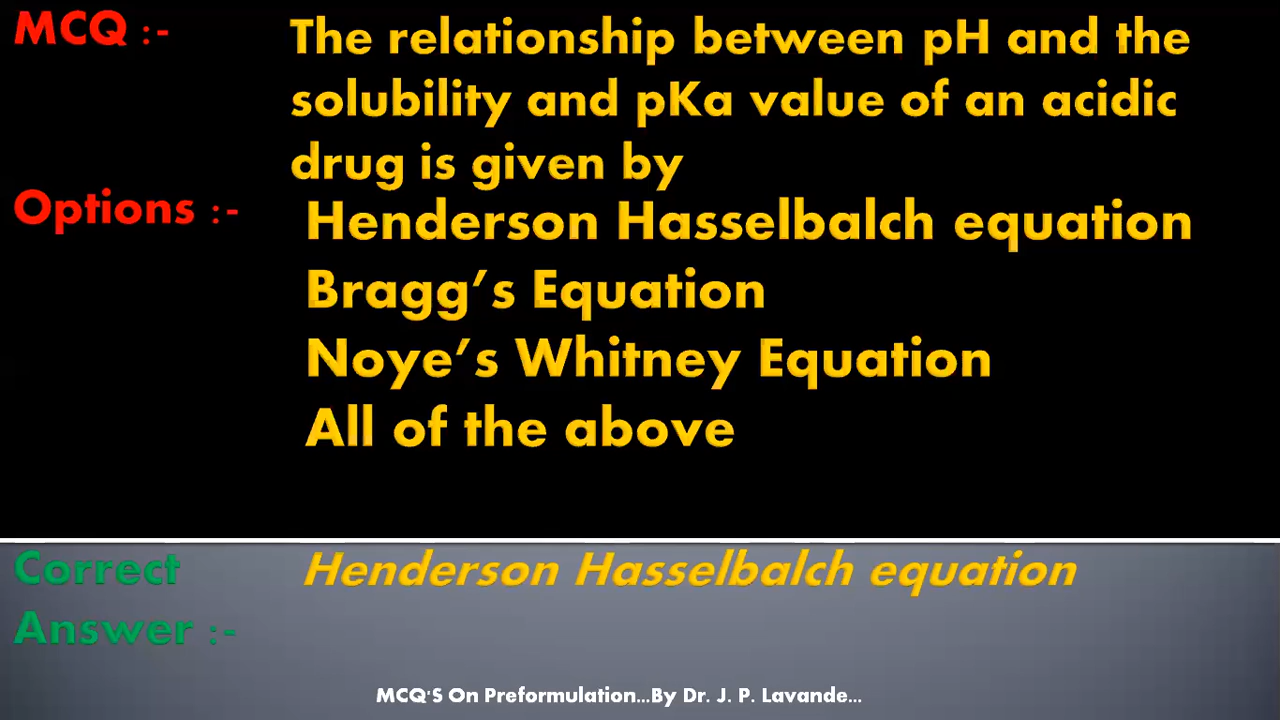 MCQ :-
The relationship between pH and the
solubility and pKa value of an acidic
drug is given by
Options :-
Henderson Hasselbalch equation
Bragg’s Equation
Noye’s Whitney Equation
All of the above
Correct
Answer :-
Henderson Hasselbalch equation
MCQ'S On Preformulation...By Dr. J. P. Lavande...